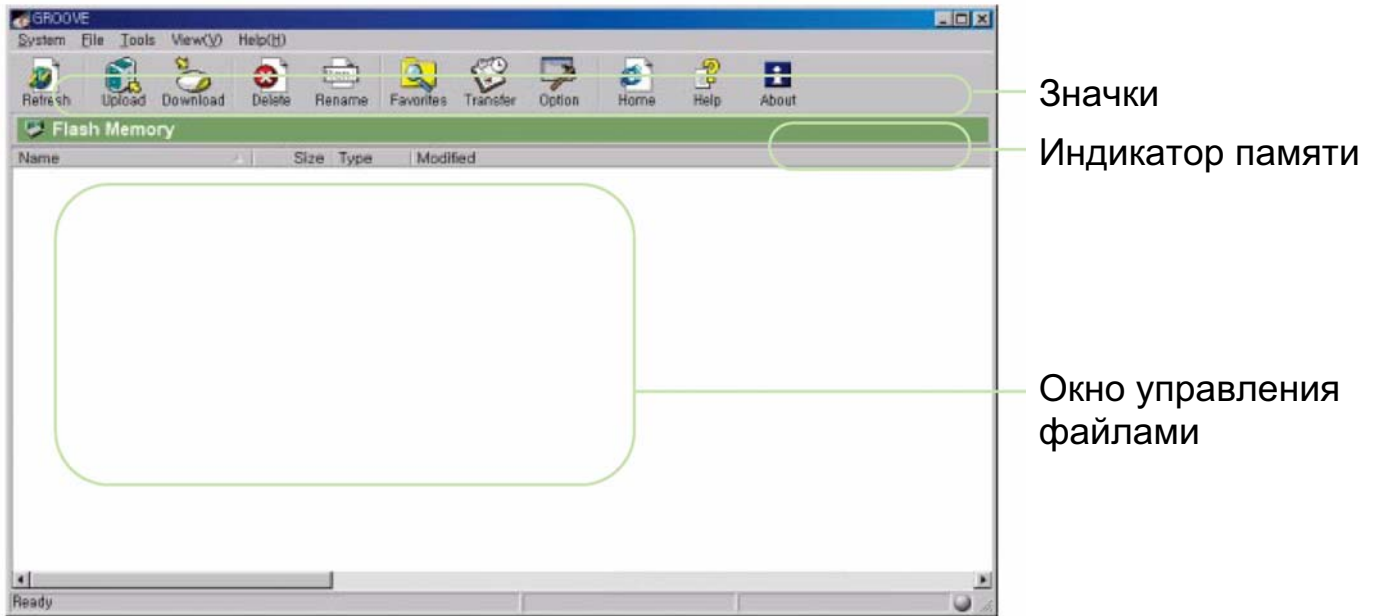 GROOVE
System File Tools View(V) Help(H)
Refresh Upload Download Delete Rename Favorites Transfer Option Home Help About
Flash Memory
Name Size Type Modified
Ready
Значки
Индикатор памяти
Окно управления
файлами